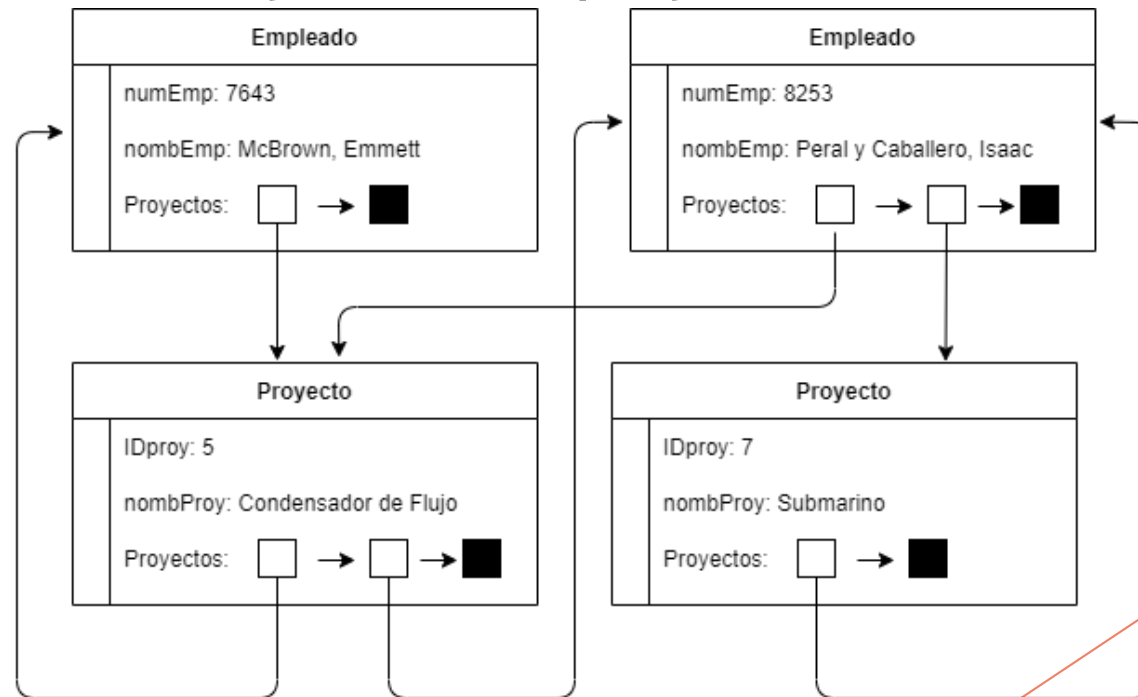 Empleado
numEmp: 7643
nombEmp: McBrown, Emmett
Proyectos:
Empleado
numEmp: 8253
nombEmp: Peral y Caballero, Isaac
Proyectos:
Proyecto
IDproy: 5
nombProy: Condensador de Flujo
Proyectos:
Proyecto
IDproy: 7
nombProy: Submarino
Proyectos: